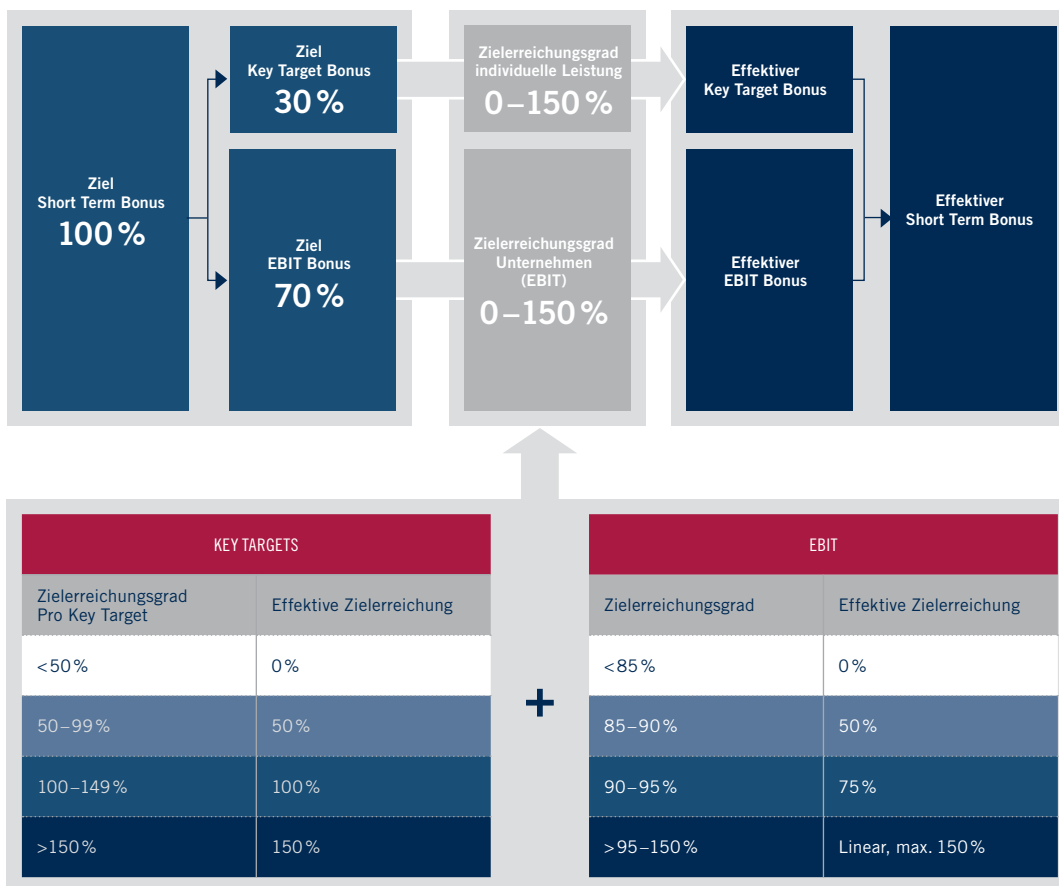 Ziel
Short Term Bonus
100 %
Ziel
Key Target Bonus
30 %
Ziel
EBIT Bonus
70 %
Zielerreichungsgrad
individuelle Leistung
0 – 150 %
Zielerreichungsgrad
Unternehmen
(EBIT)
0 – 150 %
Effektiver
Key Target Bonus
Effektiver
EBIT Bonus
Effektiver
Short Term Bonus
KEY TARGETS
Zielerreichungsgrad
Pro Key Target
Effektive Zielerreichung
<50 %
0 %
50 – 99 %
50 %
100 – 149 %
100 %
>150 %
150 %
+
EBIT
Zielerreichungsgrad
Effektive Zielerreichung
<85 %
0 %
85 – 90 %
50 %
90 – 95 %
75 %
>95 – 150 %
Linear, max. 150 %